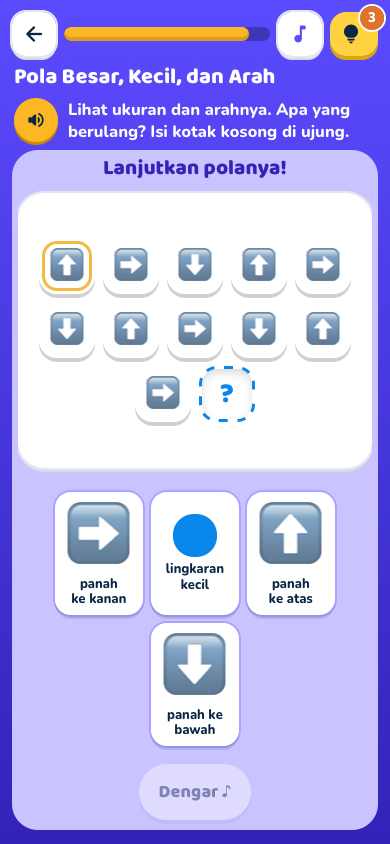 3
Pola Besar, Kecil, dan Arah
Lihat ukuran dan arahnya. Apa yang
berulang? Isi kotak kosong di ujung.
Lanjutkan polanya!
?
panah
ke kanan
lingkaran
kecil
panah
ke atas
panah ke
bawah
Dengar ♪